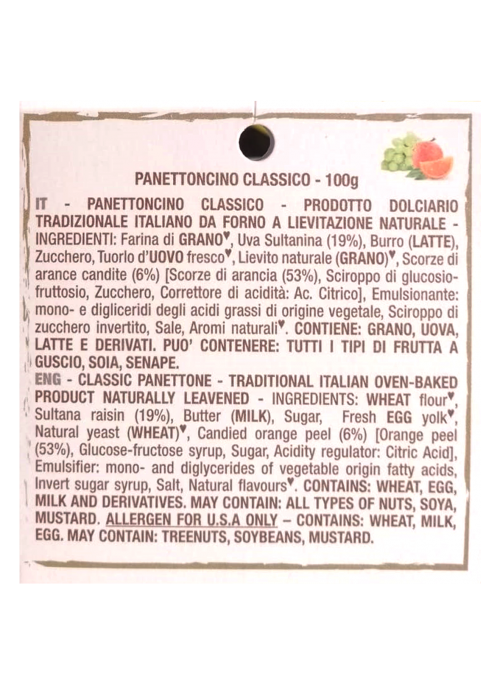 PANETTONCINO CLASSICO - 100g
IT - PANETTONCINO CLASSICO - PRODOTTO DOLCIARIO
TRADIZIONALE ITALIANO DA FORNO A LIEVITAZIONE NATURALE -
INGREDIENTI: Farina di GRANO♥, Uva Sultanina (19%), Burro (LATTE),
Zucchero, Tuorlo d'UOVO fresco♥, Lievito naturale (GRANO)♥, Scorze di
arance candite (6%) [Scorze di arancia (53%), Sciroppo di glucosio-
fruttosio, Zucchero, Correttore di acidità: Ac. Citrico], Emulsionante:
mono- e digliceridi degli acidi grassi di origine vegetale, Sciroppo di
zucchero invertito, Sale, Aromi naturali♥. CONTIENE: GRANO, UOVA,
LATTE E DERIVATI. PUO' CONTENERE: TUTTI I TIPI DI FRUTTA A
GUSCIO, SOIA, SENAPE.
ENG - CLASSIC PANETTONE - TRADITIONAL ITALIAN OVEN-BAKED
PRODUCT NATURALLY LEAVENED - INGREDIENTS: WHEAT flour♥,
Sultana raisin (19%), Butter (MILK), Sugar, Fresh EGG yolk♥,
Natural yeast (WHEAT)♥, Candied orange peel (6%) [Orange peel
(53%), Glucose-fructose syrup, Sugar, Acidity regulator: Citric Acid],
Emulsifier: mono- and diglycerides of vegetable origin fatty acids,
Invert sugar syrup, Salt, Natural flavours♥. CONTAINS: WHEAT, EGG,
MILK AND DERIVATIVES. MAY CONTAIN: ALL TYPES OF NUTS, SOYA,
MUSTARD. ALLERGEN FOR U.S.A ONLY – CONTAINS: WHEAT, MILK,
EGG. MAY CONTAIN: TREENUTS, SOYBEANS, MUSTARD.